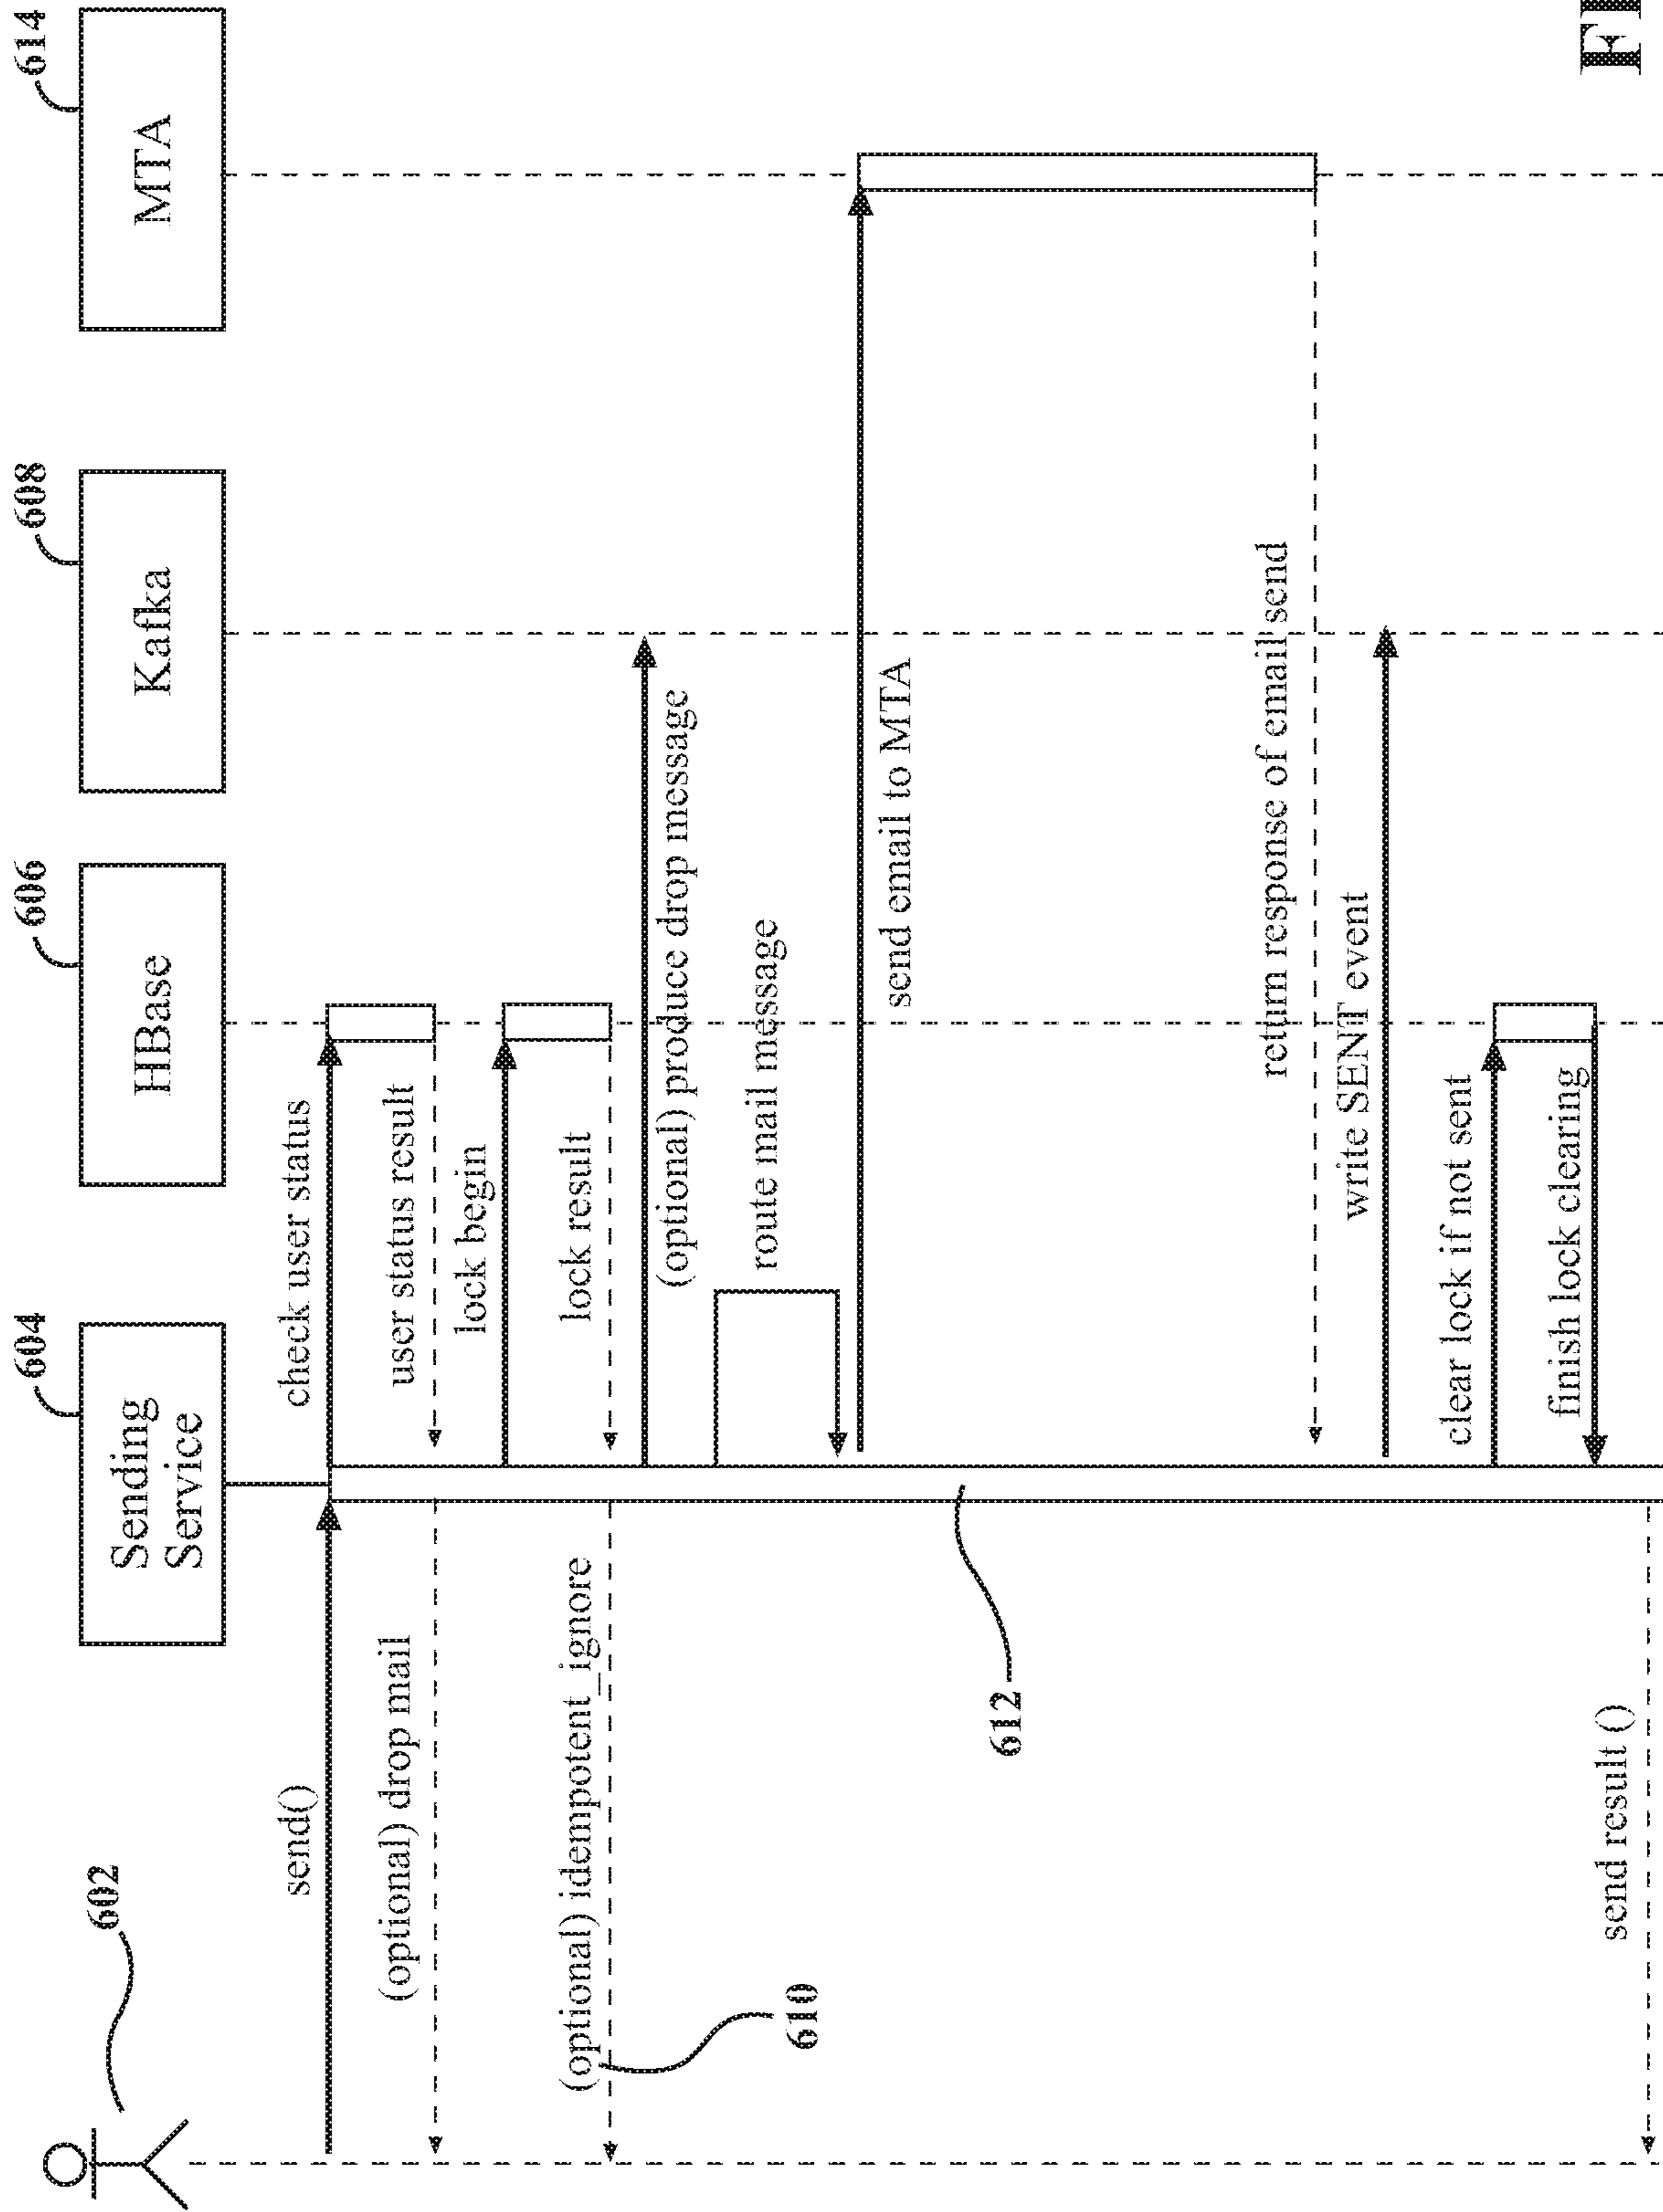 602
604
Sending
Service
606
HBase
608
Kafka
614
MTA
send()
check user status
(optional) drop mail
user status result
lock begin
(optional) idempotent_ignore
lock result
610
(optional) produce drop message
route mail message
send email to MTA
612
return response of email send
write SENT event
clear lock if not sent
finish lock clearing
send result ()